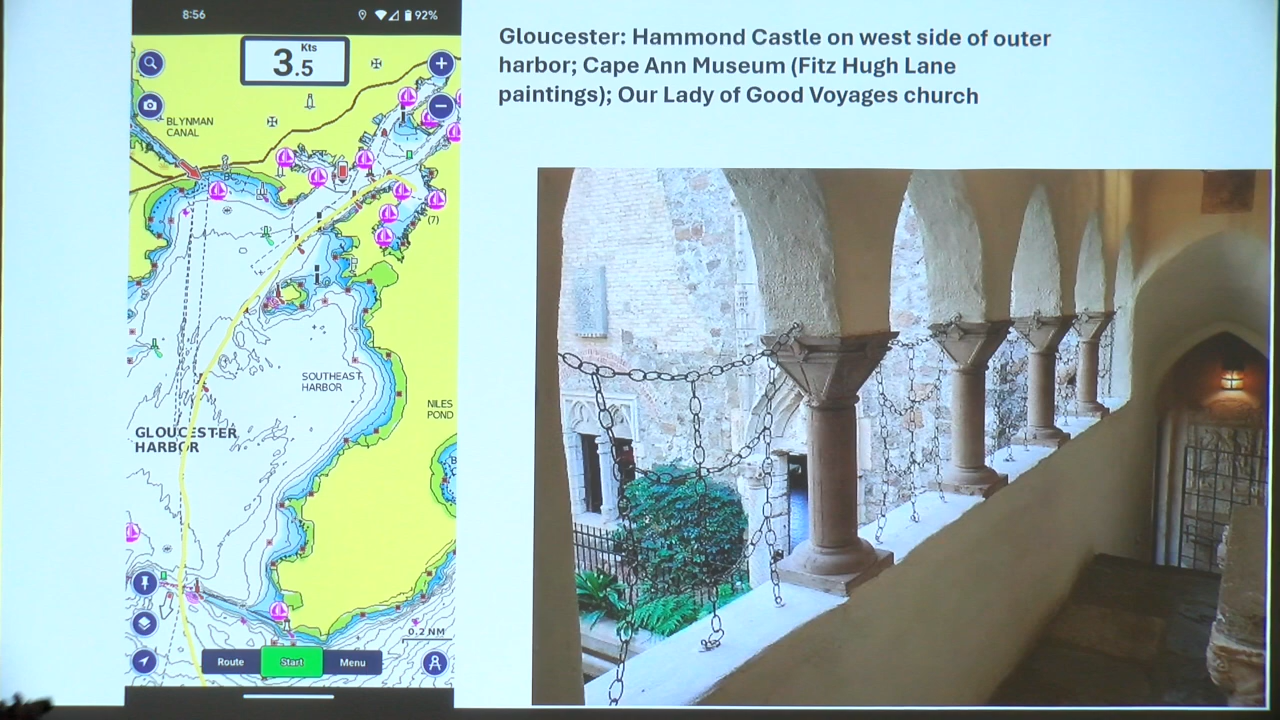 8:56
92%
Kts
3.5
BLYNMAN
CANAL
(7)
SOUTHEAST
HARBOR
NILES
POND
GLOUCESTER
HARBOR
0.2 NM
Route
Start
Menu
Gloucester: Hammond Castle on west side of outer
harbor; Cape Ann Museum (Fitz Hugh Lane
paintings); Our Lady of Good Voyages church